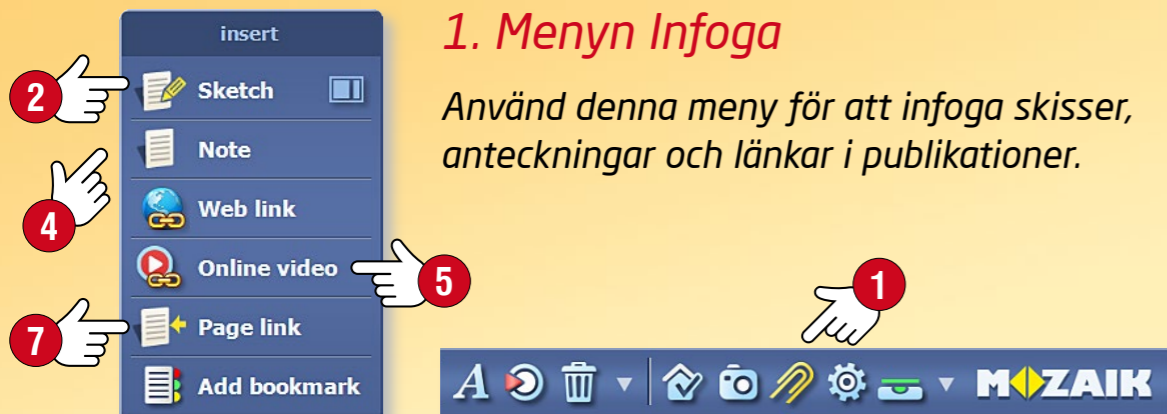 insert
2
Sketch
Note
4
Web link
Online video
5
7
Page link
Add bookmark
1. Menyn Infoga
Använd denna meny för att infoga skisser,
anteckningar och länkar i publikationer.
1
A
MOZAIK